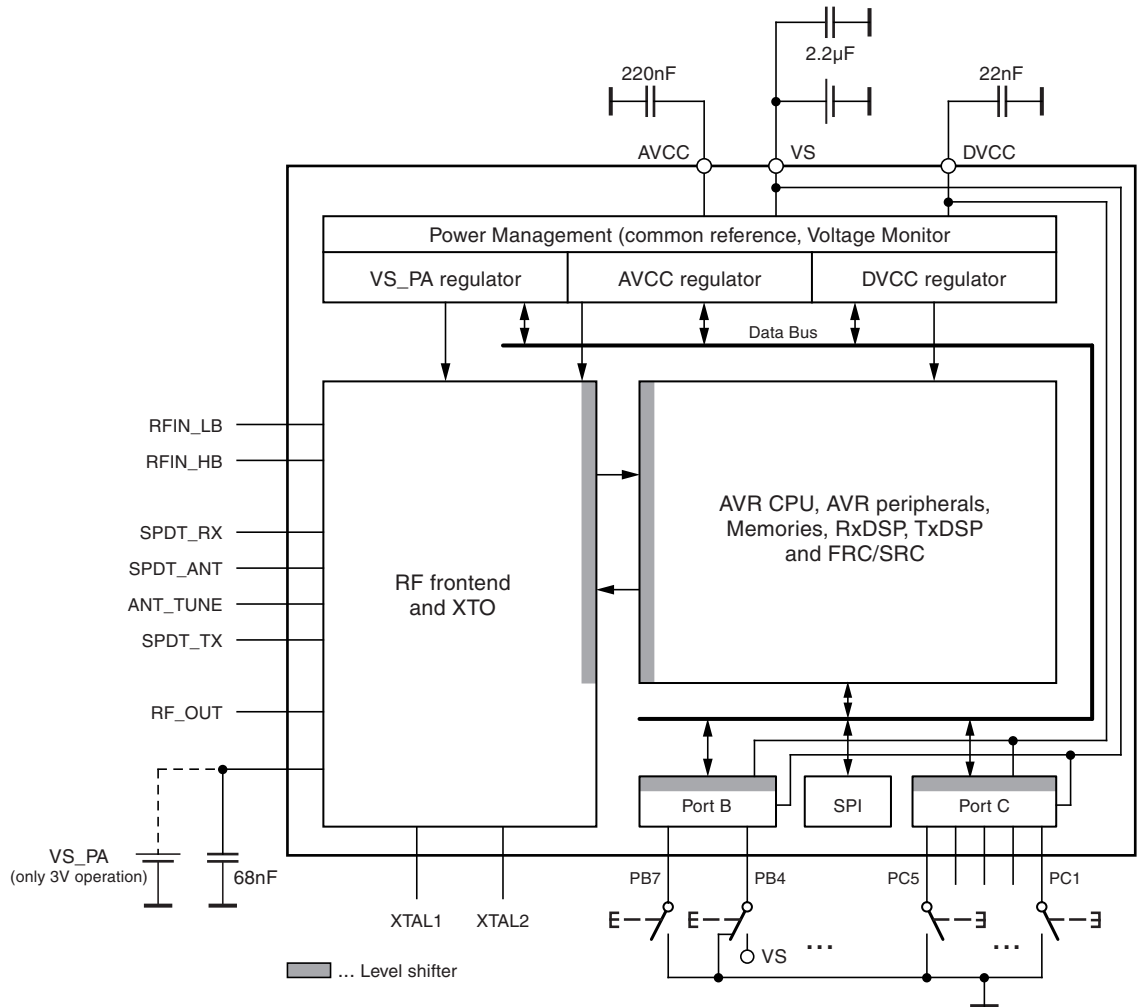 2.2µF
220nF
22nF
AVCC
VS
DVCC
Power Management (common reference, Voltage Monitor
VS_PA regulator
AVCC regulator
DVCC regulator
Data Bus
RFIN_LB
RFIN_HB
SPDT_RX
SPDT_ANT
ANT_TUNE
SPDT_TX
RF_OUT
RF frontend
and XTO
AVR CPU, AVR peripherals,
Memories, RxDSP, TxDSP
and FRC/SRC
Port B
SPI
Port C
VS_PA
(only 3V operation)
68nF
XTAL1
XTAL2
PB7
PB4
PC5
PC1
VS
...
...
... Level shifter